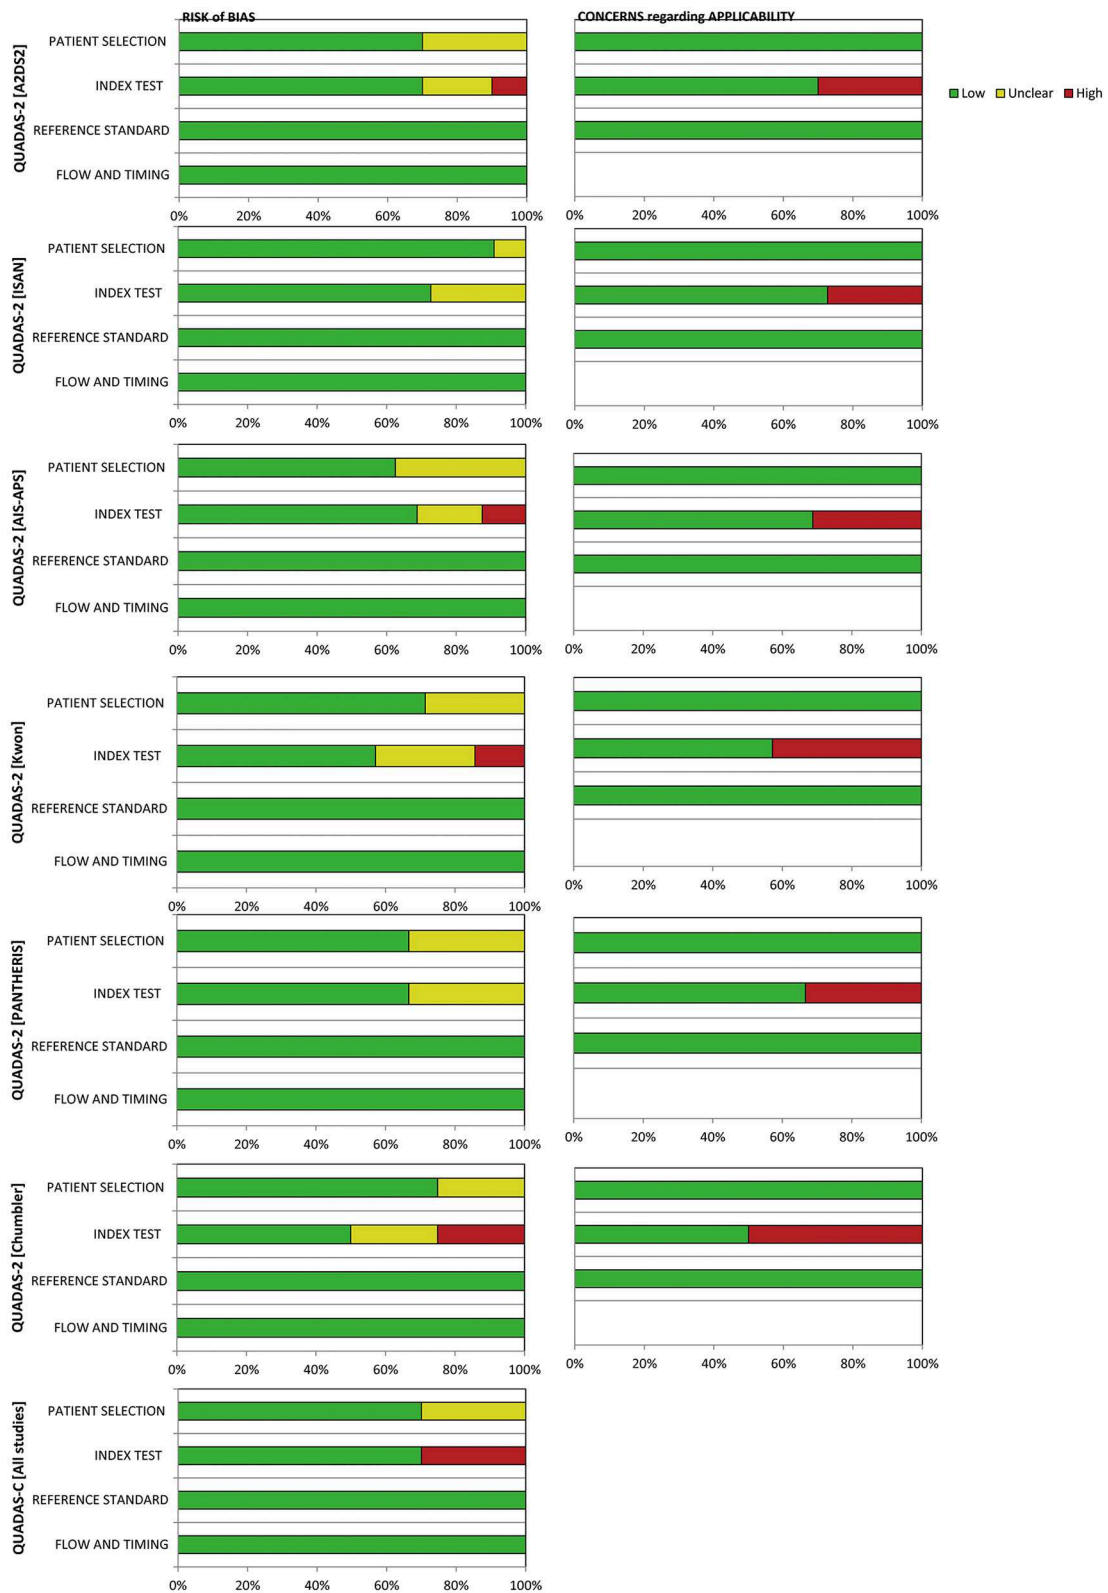 RISK of BIAS
CONCERNS regarding APPLICABILITY
Low Unclear High
QUADAS-2 [A2DS2]
PATIENT SELECTION
INDEX TEST
REFERENCE STANDARD
FLOW AND TIMING
0% 20% 40% 60% 80% 100%
0% 20% 40% 60% 80% 100%
QUADAS-2 [ISAN]
PATIENT SELECTION
INDEX TEST
REFERENCE STANDARD
FLOW AND TIMING
0% 20% 40% 60% 80% 100%
0% 20% 40% 60% 80% 100%
QUADAS-2 [AIS-APS]
PATIENT SELECTION
INDEX TEST
REFERENCE STANDARD
FLOW AND TIMING
0% 20% 40% 60% 80% 100%
0% 20% 40% 60% 80% 100%
QUADAS-2 [Kwon]
PATIENT SELECTION
INDEX TEST
REFERENCE STANDARD
FLOW AND TIMING
0% 20% 40% 60% 80% 100%
0% 20% 40% 60% 80% 100%
QUADAS-2 [PANTHERIS]
PATIENT SELECTION
INDEX TEST
REFERENCE STANDARD
FLOW AND TIMING
0% 20% 40% 60% 80% 100%
0% 20% 40% 60% 80% 100%
QUADAS-2 [Chumbler]
PATIENT SELECTION
INDEX TEST
REFERENCE STANDARD
FLOW AND TIMING
0% 20% 40% 60% 80% 100%
0% 20% 40% 60% 80% 100%
QUADAS-C [All studies]
PATIENT SELECTION
INDEX TEST
REFERENCE STANDARD
FLOW AND TIMING
0% 20% 40% 60% 80% 100%